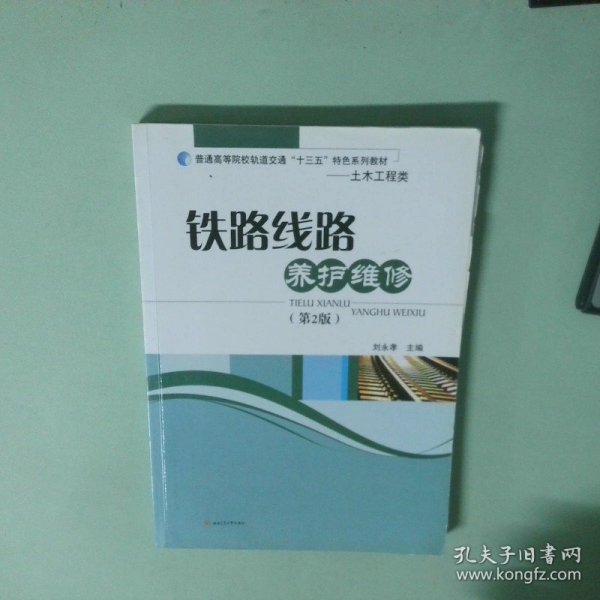 普通高等院校轨道交通“十三五”特色系列教材
——土木工程类
铁路线路
养护维修
TIELU XIANLU
YANGHU WEIXIU
（第2版）
刘永孝 主编
孔夫子旧书网
www.kongfz.com